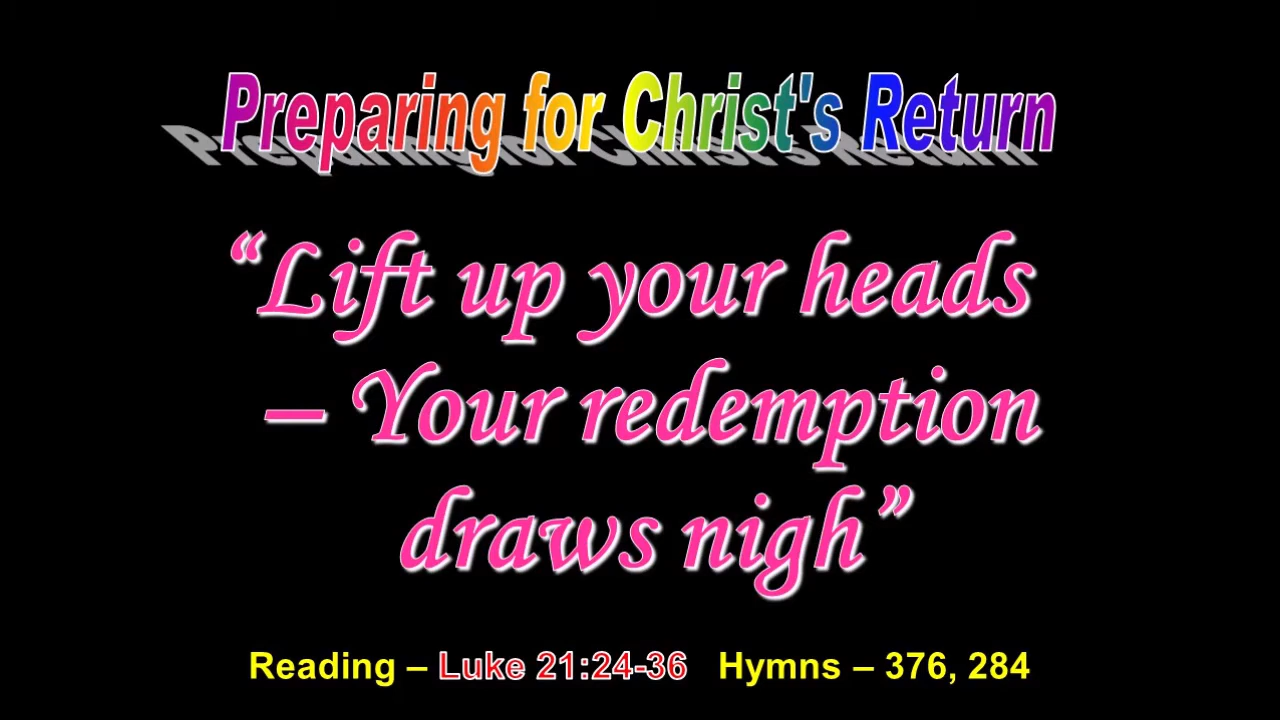 Preparing for Christ's Return
“Lift up your heads
– Your redemption
draws nigh”
Reading – Luke 21:24-36 Hymns – 376, 284